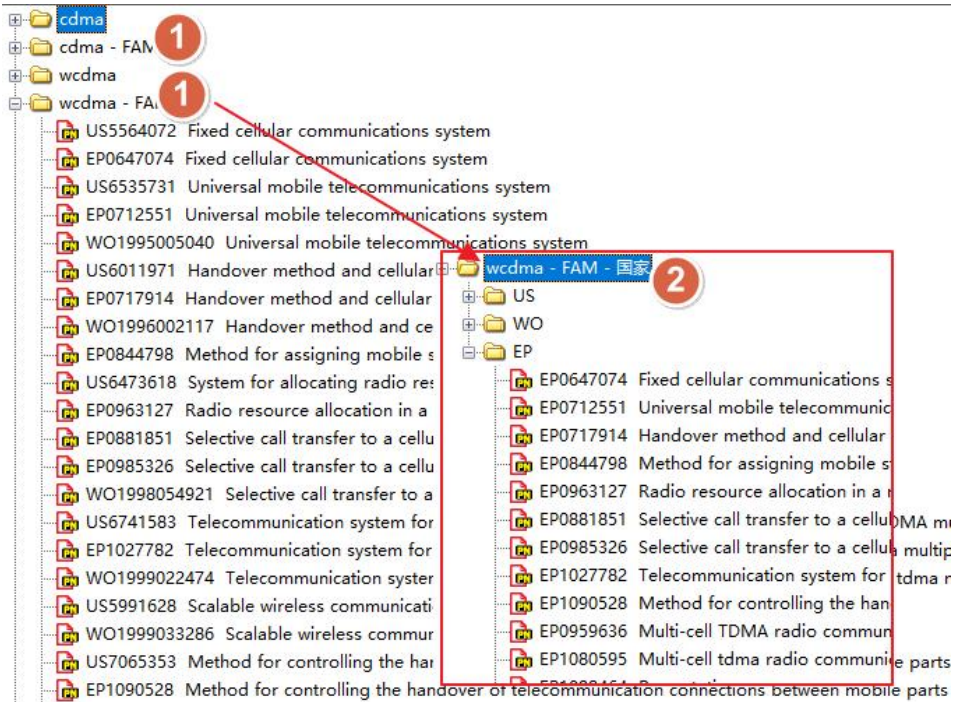 cdma
cdma - FAM
1
wcdma
wcdma - FA
1
US5564072 Fixed cellular communications system
EP0647074 Fixed cellular communications system
US6535731 Universal mobile telecommunications system
EP0712551 Universal mobile telecommunications system
WO1995005040 Universal mobile telecommunications system
US6011971 Handover method and cellular
EP0717914 Handover method and cellular
WO1996002117 Handover method and ce
EP0844798 Method for assigning mobile s
US6473618 System for allocating radio res
EP0963127 Radio resource allocation in a
EP0881851 Selective call transfer to a cellu
EP0985326 Selective call transfer to a cellu
WO1998054921 Selective call transfer to a
US6741583 Telecommunication system for
EP1027782 Telecommunication system for
WO1999022474 Telecommunication syster
US5991628 Scalable wireless communicati
WO1999033286 Scalable wireless commur
US7065353 Method for controlling the har
EP1090528 Method for controlling the handover of telecommunication connections between mobile parts
wcdma - FAM - 国家
2
US
WO
EP
EP0647074 Fixed cellular communications s
EP0712551 Universal mobile telecommunic
EP0717914 Handover method and cellular
EP0844798 Method for assigning mobile s
EP0963127 Radio resource allocation in a r
EP0881851 Selective call transfer to a cellul
DMA mu
EP0985326 Selective call transfer to a cellul
multip
EP1027782 Telecommunication system for
tdma r
EP1090528 Method for controlling the han
EP0959636 Multi-cell TDMA radio commun
EP1080595 Multi-cell tdma radio communic
e parts